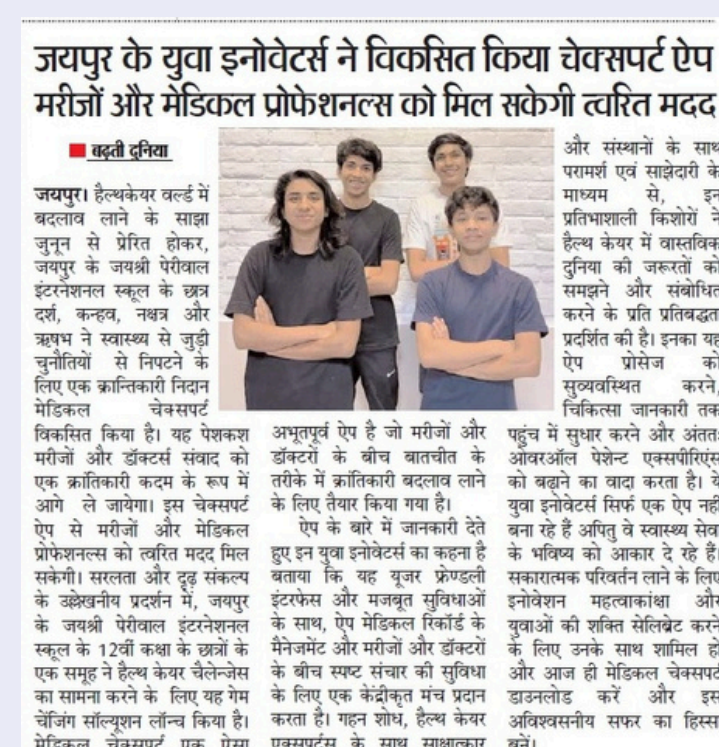 जयपुर के युवा इनोवेटर्स ने विकसित किया चेक्सपर्ट ऐप
मरीजों और मेडिकल प्रोफेशनल्स को मिल सकेगी त्वरित मदद
बढ़ती दुनिया
जयपुर। हैल्थकेयर वर्ल्ड में
बदलाव लाने के साझा
जुनून से प्रेरित होकर,
जयपुर के जयश्री पेरीवाल
इंटरनेशनल स्कूल के छात्र
दर्श, कन्हव, नक्षत्र और
ऋषभ ने स्वास्थ्य से जुड़ी
चुनौतियों से निपटने के
लिए एक क्रान्तिकारी निदान
मेडिकल चेक्सपर्ट
विकसित किया है। यह पेशकश
मरीजों और डॉक्टर्स संवाद को
एक क्रांतिकारी कदम के रूप में
आगे ले जायेगा। इस चेक्सपर्ट
ऐप से मरीजों और मेडिकल
प्रोफेशनल्स को त्वरित मदद मिल
सकेगी। सरलता और दृढ़ संकल्प
के उल्लेखनीय प्रदर्शन में, जयपुर
के जयश्री पेरीवाल इंटरनेशनल
स्कूल के 12वीं कक्षा के छात्रों के
एक समूह ने हैल्थ केयर चैलेन्जेस
का सामना करने के लिए यह गेम
चेंजिंग सॉल्यूशन लॉन्च किया है।
मेडिकल चेक्सपर्ट एक ऐसा
अभूतपूर्व ऐप है जो मरीजों और
डॉक्टरों के बीच बातचीत के
तरीके में क्रांतिकारी बदलाव लाने
के लिए तैयार किया गया है।
ऐप के बारे में जानकारी देते
हुए इन युवा इनोवेटर्स का कहना है
बताया कि यह यूजर फ्रेण्डली
इंटरफेस और मजबूत सुविधाओं
के साथ, ऐप मेडिकल रिकॉर्ड के
मैनेजमेंट और मरीजों और डॉक्टरों
के बीच स्पष्ट संचार की सुविधा
के लिए एक केंद्रीकृत मंच प्रदान
करता है। गहन शोध, हैल्थ केयर
एक्सपर्ट्स के साथ साक्षात्कार
और संस्थानों के साथ
परामर्श एवं साझेदारी के
माध्यम से, इन
प्रतिभाशाली किशोरों ने
हैल्थ केयर में वास्तविक
दुनिया की जरूरतों को
समझने और संबोधित
करने के प्रति प्रतिबद्धता
प्रदर्शित की है। इनका यह
ऐप प्रोसेज को
सुव्यवस्थित करने,
चिकित्सा जानकारी तक
पहुंच में सुधार करने और अंततः
ओवरऑल पेशेन्ट एक्सपीरिएंस
को बढ़ाने का वादा करता है। ये
युवा इनोवेटर्स सिर्फ एक ऐप नहीं
बना रहे हैं अपितु वे स्वास्थ्य सेवा
के भविष्य को आकार दे रहे हैं।
सकारात्मक परिवर्तन लाने के लिए
इनोवेशन महत्वाकांक्षा और
युवाओं की शक्ति सेलिब्रेट करने
के लिए उनके साथ शामिल हो
और आज ही मेडिकल चेक्सपर्ट
डाउनलोड करें और इस
अविश्वसनीय सफर का हिस्सा
बनें।